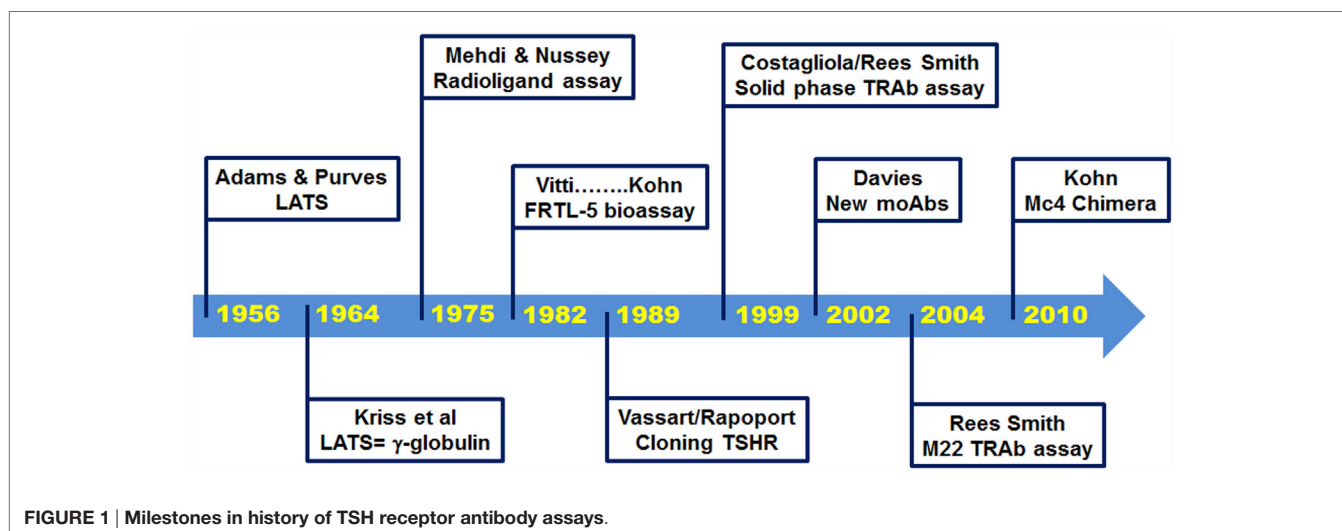 Mehdi & Nussey
Radioligand assay
Costagliola/Rees Smith
Solid phase TRAb assay
Adams & Purves
LATS
Vitti........Kohn
FRTL-5 bioassay
Davies
New moAbs
Kohn
Mc4 Chimera
1956 1964 1975 1982 1989 1999 2002 2004 2010
Kriss et al
LATS= γ-globulin
Vassart/Rapoport
Cloning TSHR
Rees Smith
M22 TRAb assay
FIGURE 1 | Milestones in history of TSH receptor antibody assays.